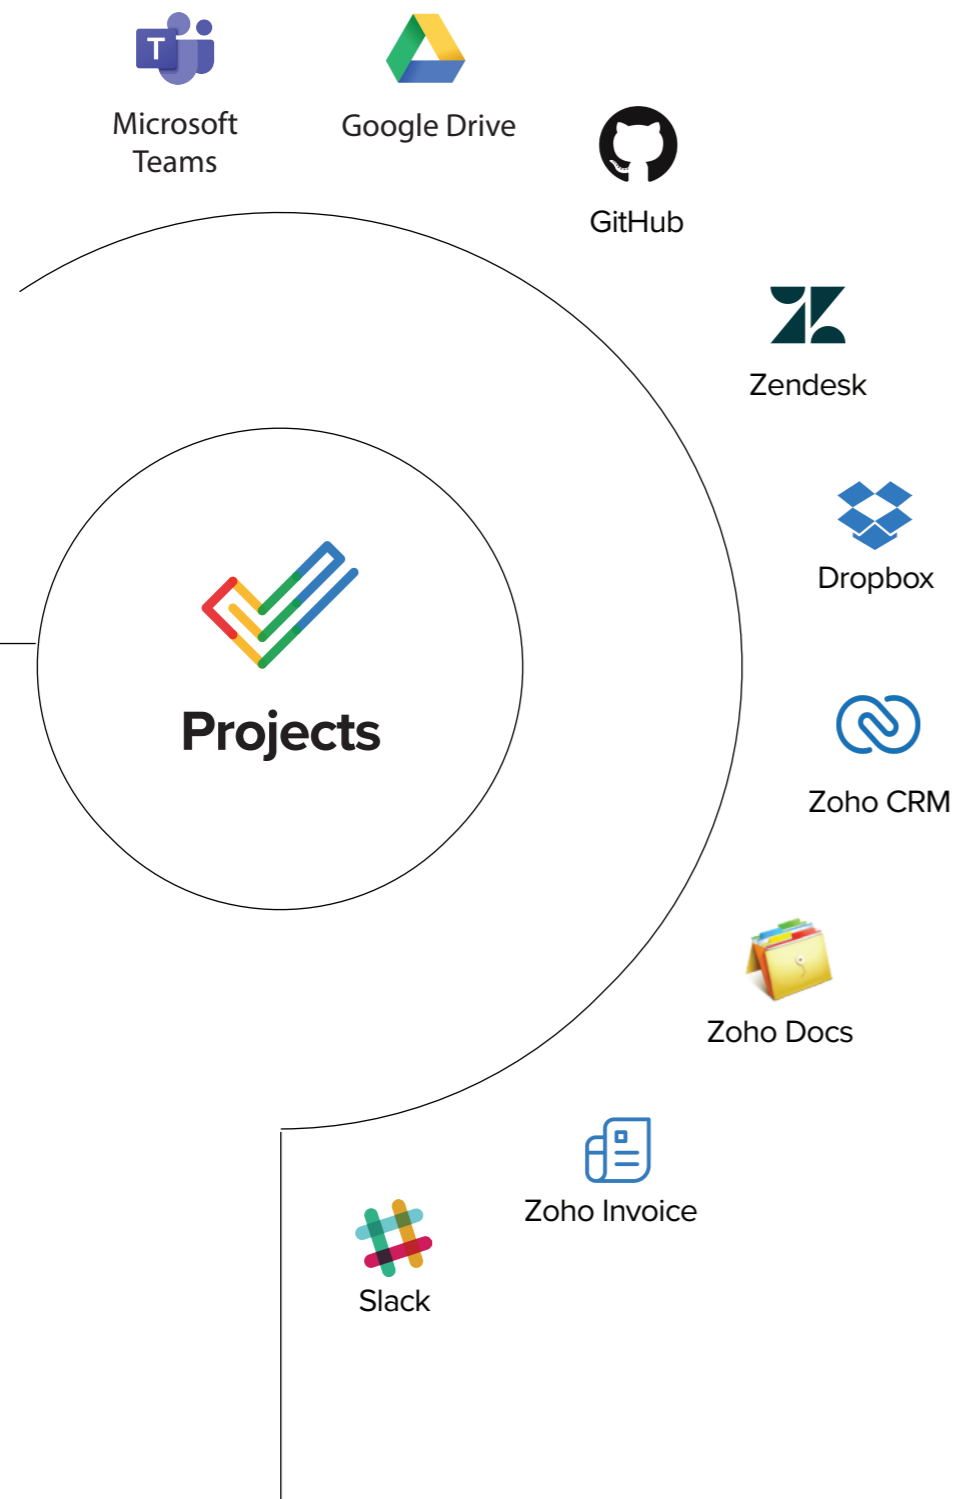 Microsoft
Teams
Google Drive
GitHub
Zendesk
Dropbox
Projects
Zoho CRM
Zoho Docs
Zoho Invoice
Slack